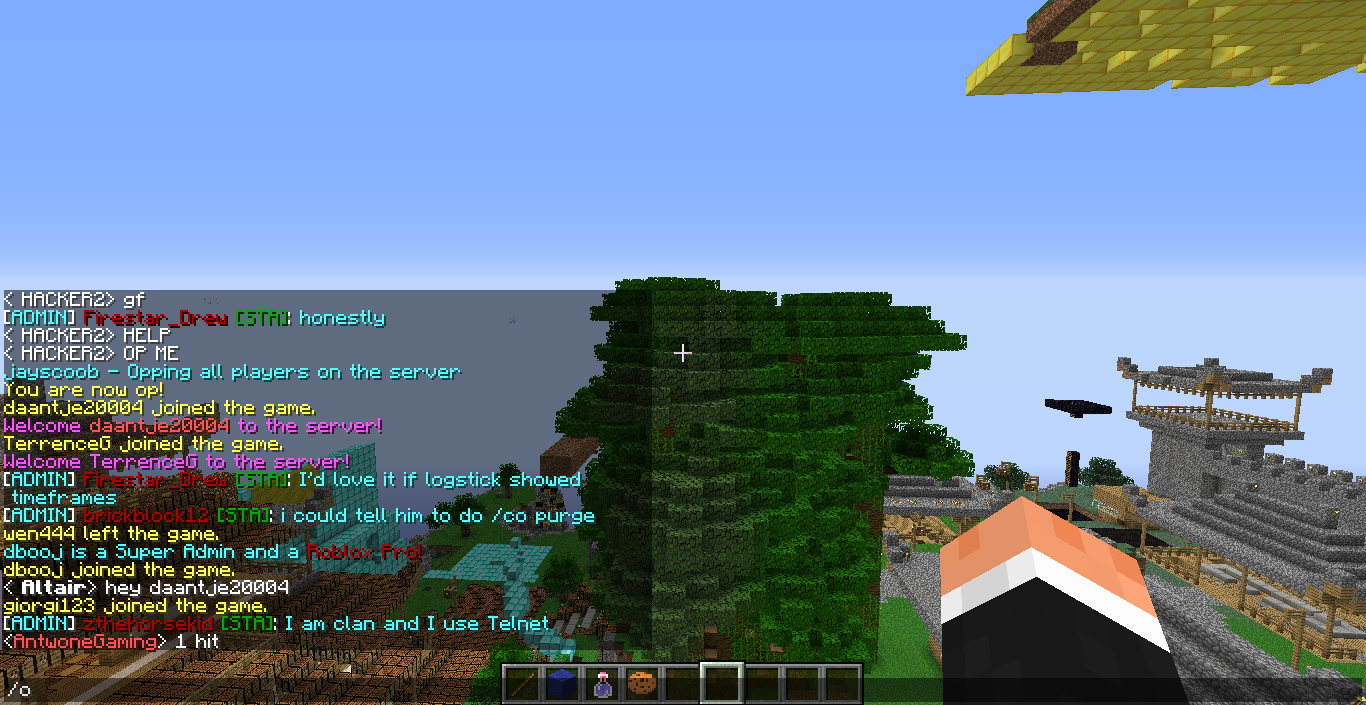 < HACKER2> gf
[ADMIN] Firestar_Drew [STA]: honestly
< HACKER2> HELP
< HACKER2> OP ME
jayscoob - Opping all players on the server
You are now op!
daantje20004 joined the game.
Welcome daantje20004 to the server!
TerrenceG joined the game.
Welcome TerrenceG to the server!
[ADMIN] Firestar_Drew [STA]: I'd love it if logstick showed
timeframes
[ADMIN] brickblock12 [STA]: i could tell him to do /co purge
wen444 left the game.
dbooj is a Super Admin and a Roblox Pro!
dbooj joined the game.
< Altair> hey daantje20004
giorgi123 joined the game.
[ADMIN] zthehorsekid [STA]: I am clan and I use Telnet
<AntwoneGaming> 1 hit
/o